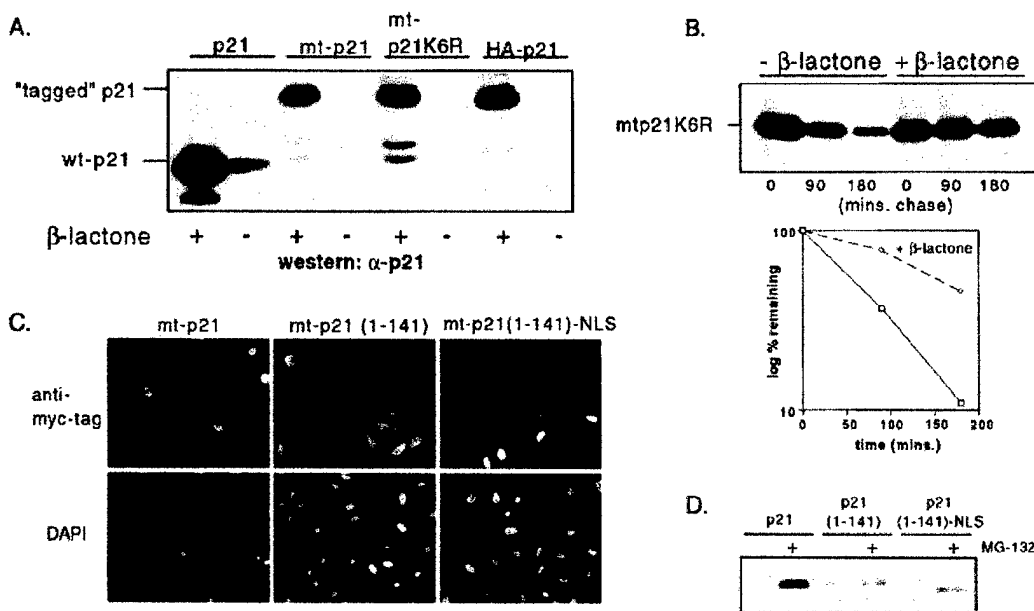 A.
p21
mt-p21
mt-
p21K6R
HA-p21
"tagged" p21
wt-p21
β-lactone + - + - + - + -
western: α-p21
B.
- β-lactone + β-lactone
mtp21K6R
0 90 180 0 90 180
(mins. chase)
100
+ β-lactone
log % remaining
10
0 50 100 150 200
time (mins.)
C.
mt-p21 mt-p21 (1-141) mt-p21(1-141)-NLS
anti-
myc-tag
DAPI
D.
p21
p21
(1-141)
p21
(1-141)-NLS
+ + + MG-132